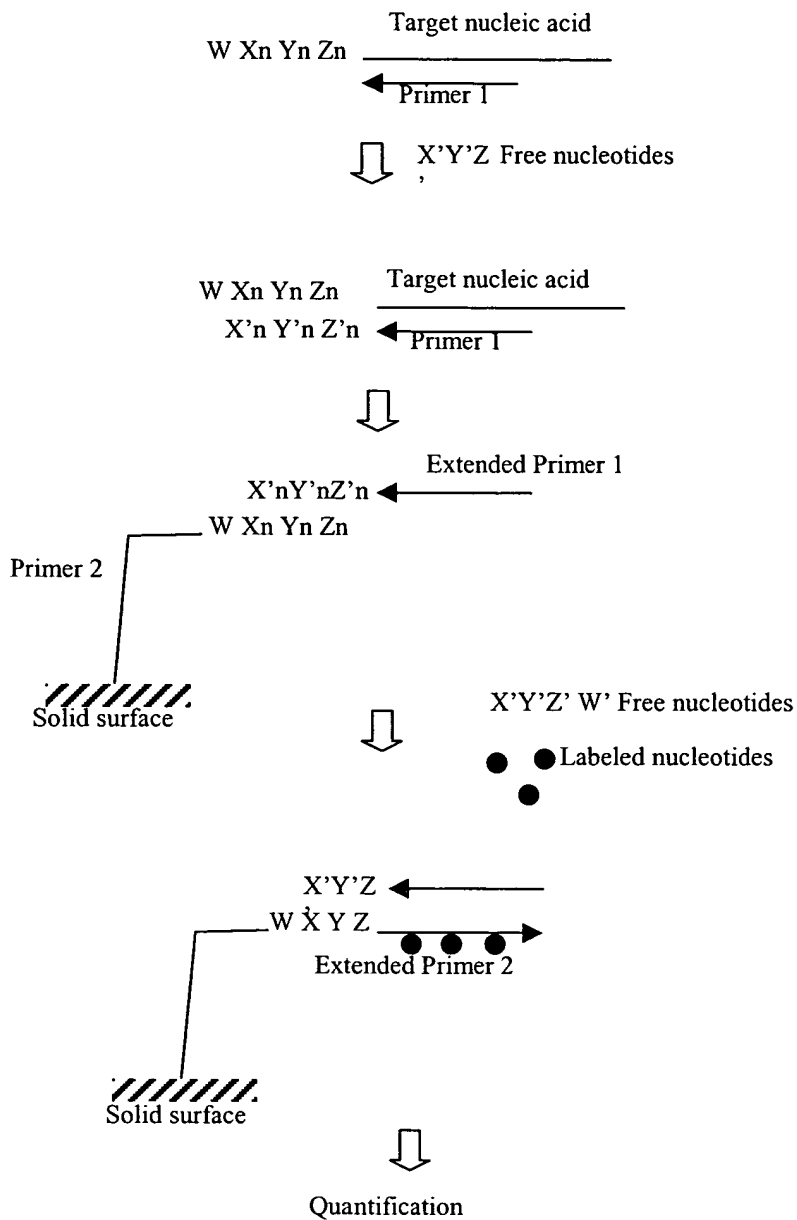 Target nucleic acid
W Xn Yn Zn
Primer 1
X'Y'Z Free nucleotides
'
Target nucleic acid
W Xn Yn Zn
X'n Y'n Z'n
Primer 1
Extended Primer 1
X'nY'nZ'n
W Xn Yn Zn
Primer 2
Solid surface
X'Y'Z' W' Free nucleotides
Labeled nucleotides
X'Y'Z
'
W X Y Z
Extended Primer 2
Solid surface
Quantification